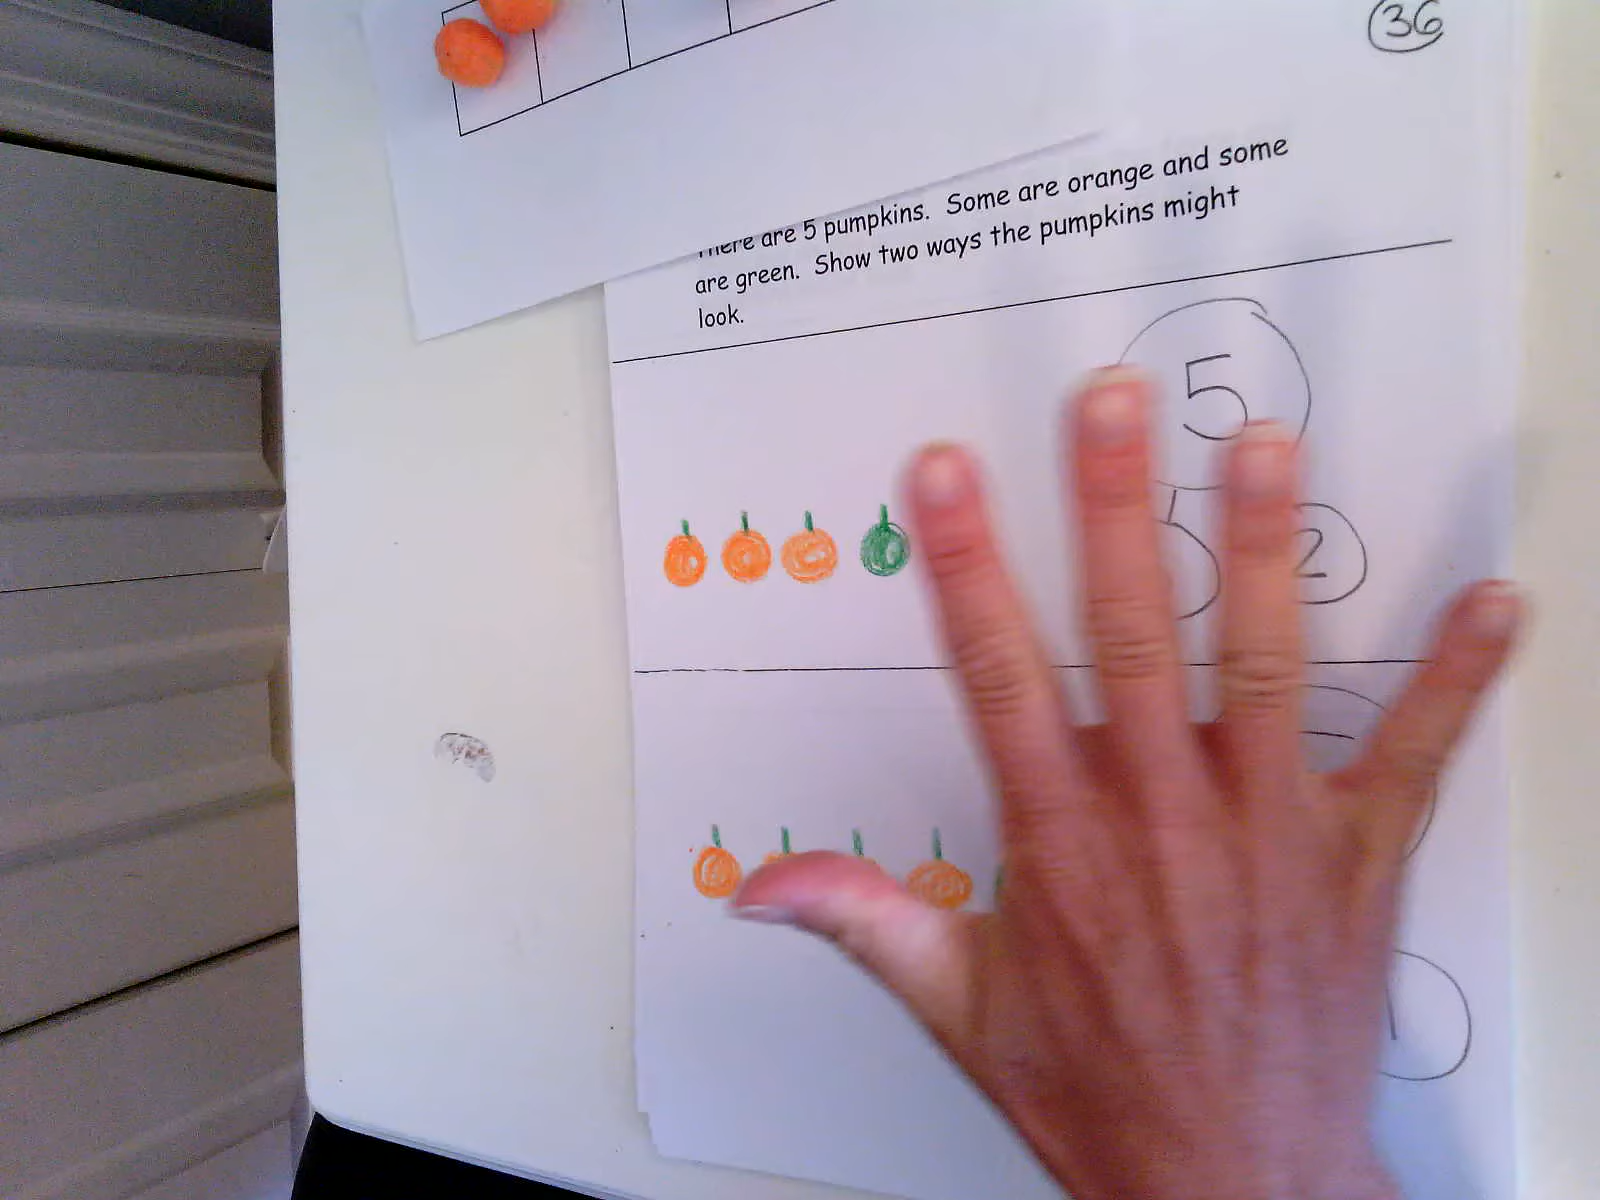 36
There are 5 pumpkins. Some are orange and some
are green. Show two ways the pumpkins might
look.
5
2
1